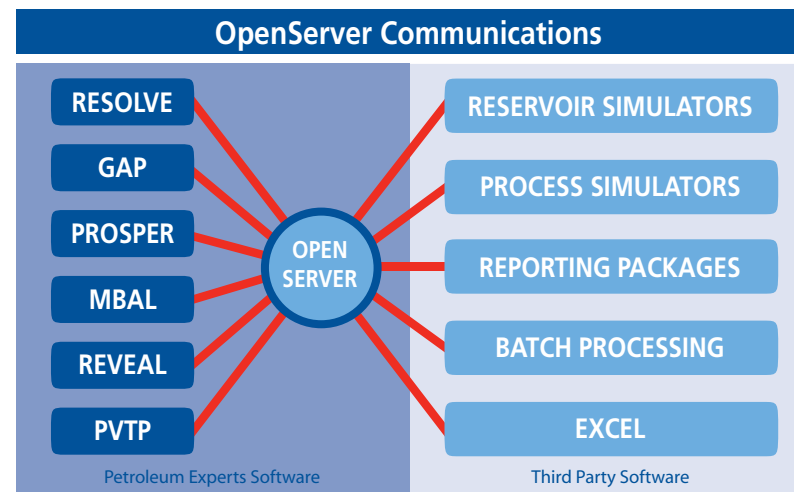 OpenServer Communications
RESOLVE
GAP
PROSPER
MBAL
REVEAL
PVTP
OPEN
SERVER
RESERVOIR SIMULATORS
PROCESS SIMULATORS
REPORTING PACKAGES
BATCH PROCESSING
EXCEL
Petroleum Experts Software
Third Party Software